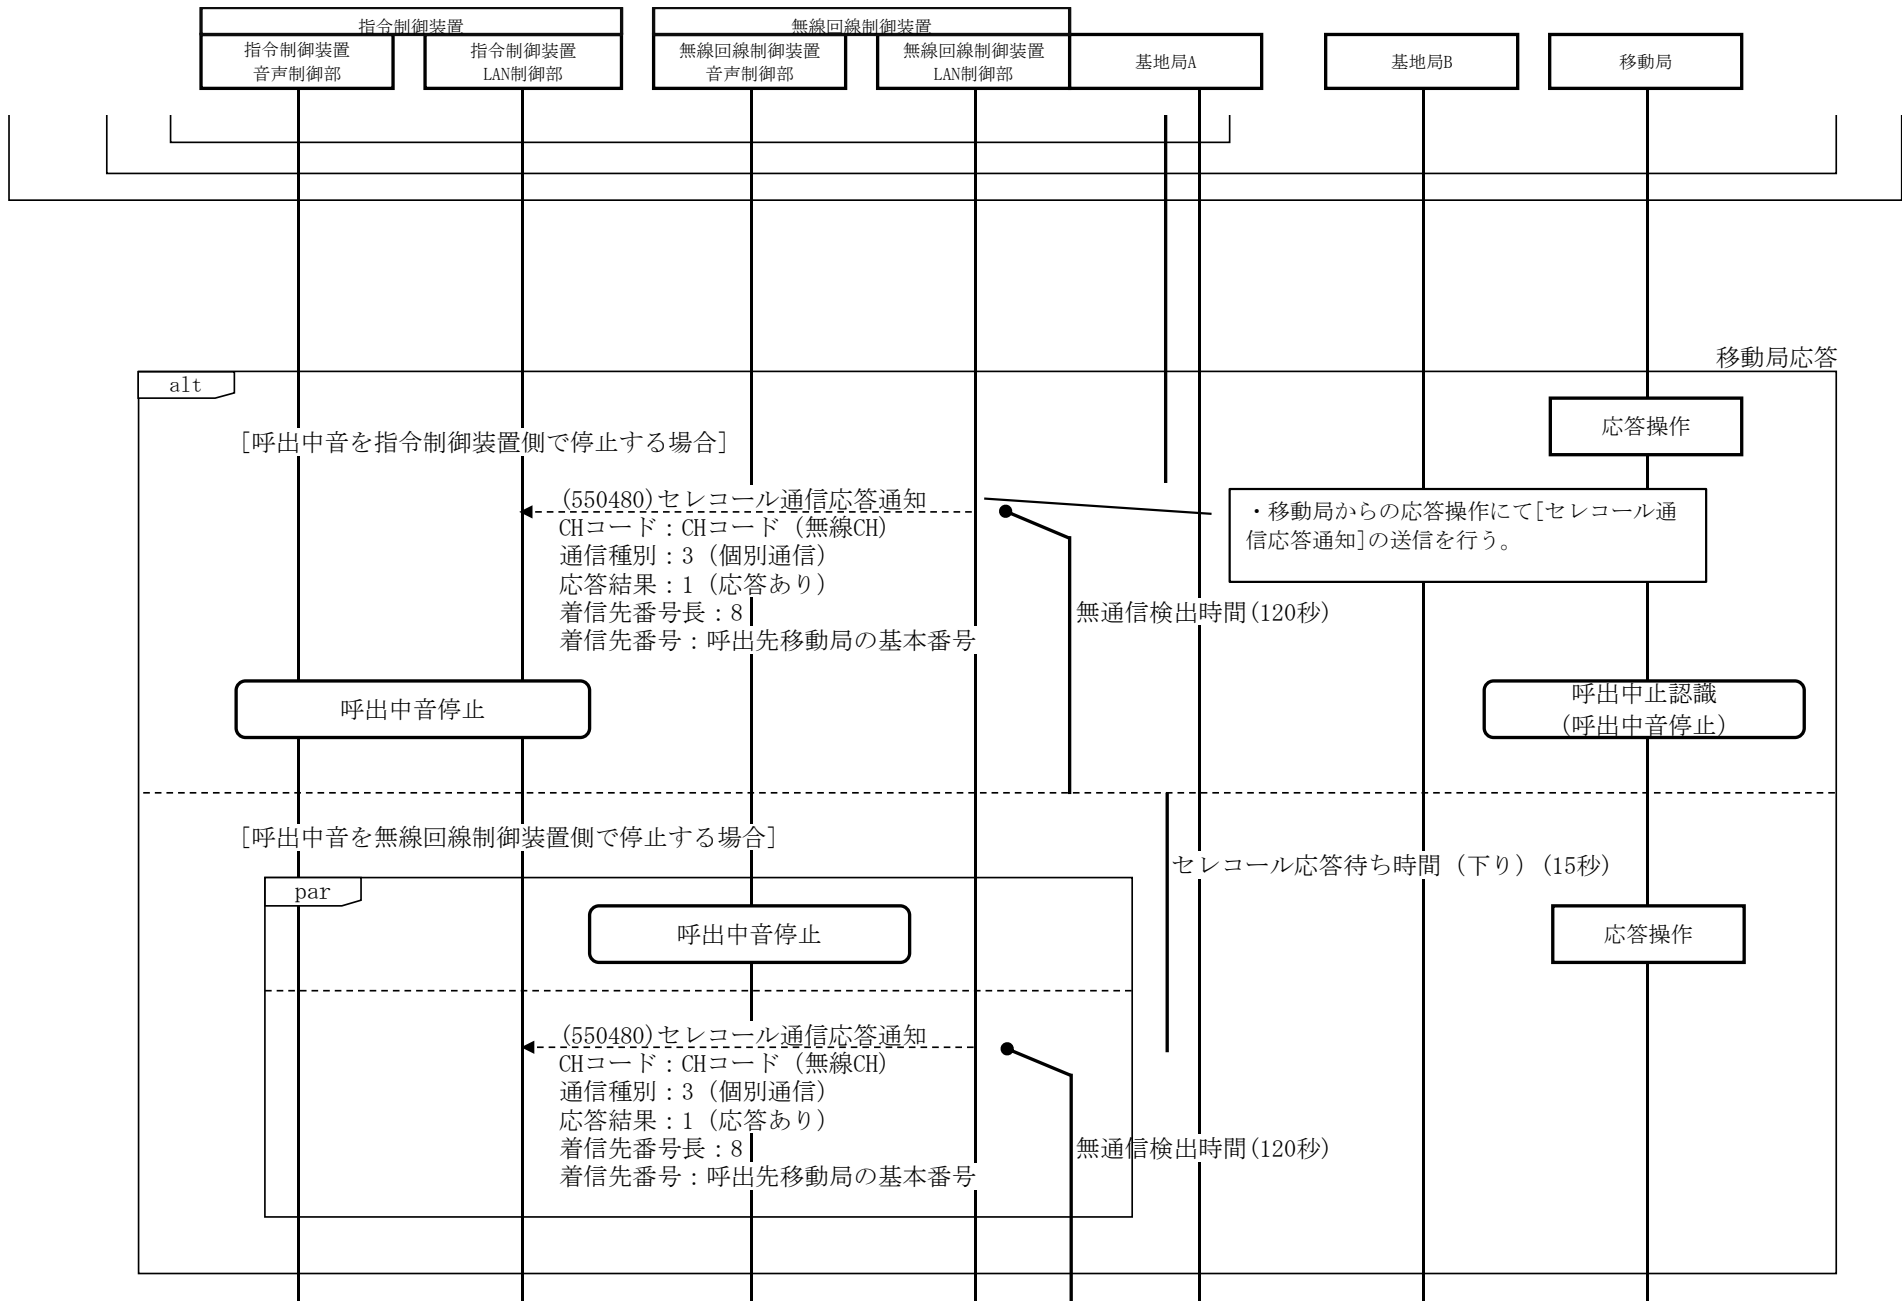 指令制御装置
無線回線制御装置
指令制御装置
音声制御部
指令制御装置
LAN制御部
無線回線制御装置
音声制御部
無線回線制御装置
LAN制御部
基地局A
基地局B
移動局
移動局応答
alt
応答操作
[呼出中音を指令制御装置側で停止する場合]
(550480)セレコール通信応答通知
CHコード：CHコード（無線CH）
通信種別：3（個別通信）
応答結果：1（応答あり）
着信先番号長：8
着信先番号：呼出先移動局の基本番号
・移動局からの応答操作にて[セレコール通
信応答通知]の送信を行う。
無通信検出時間(120秒)
呼出中音停止
呼出中止認識
（呼出中音停止）
[呼出中音を無線回線制御装置側で停止する場合]
セレコール応答待ち時間（下り）(15秒)
par
呼出中音停止
応答操作
(550480)セレコール通信応答通知
CHコード：CHコード（無線CH）
通信種別：3（個別通信）
応答結果：1（応答あり）
着信先番号長：8
着信先番号：呼出先移動局の基本番号
無通信検出時間(120秒)